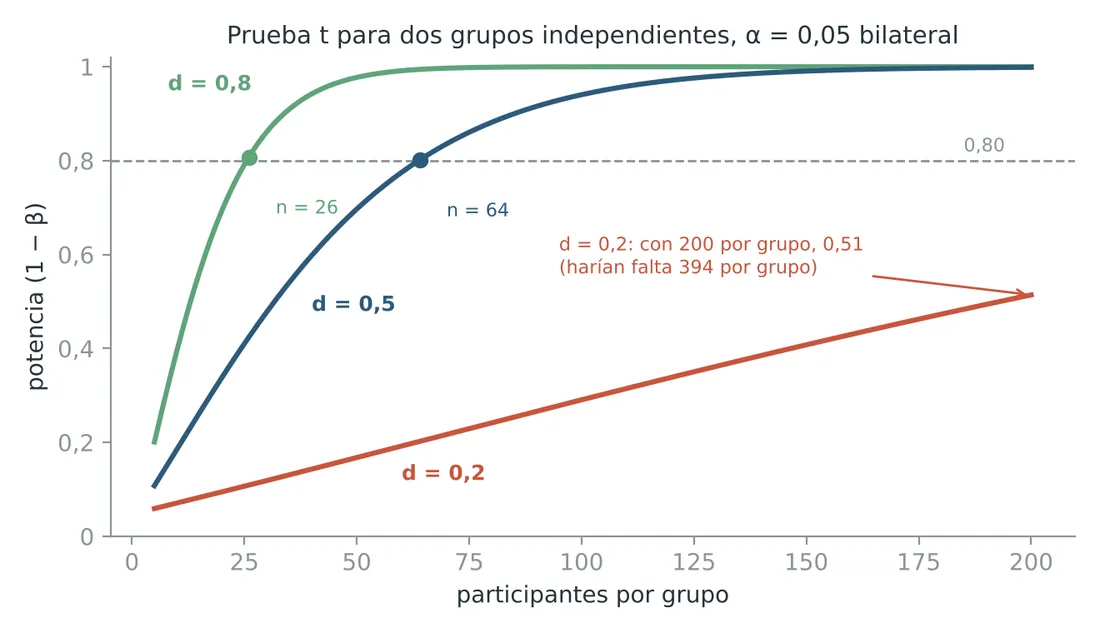 Prueba t para dos grupos independientes, α = 0,05 bilateral
potencia (1 − β)
1
0,8
0,6
0,4
0,2
0
d = 0,8
0,80
n = 26
n = 64
d = 0,2: con 200 por grupo, 0,51
(harían falta 394 por grupo)
d = 0,5
d = 0,2
0 25 50 75 100 125 150 175 200
participantes por grupo